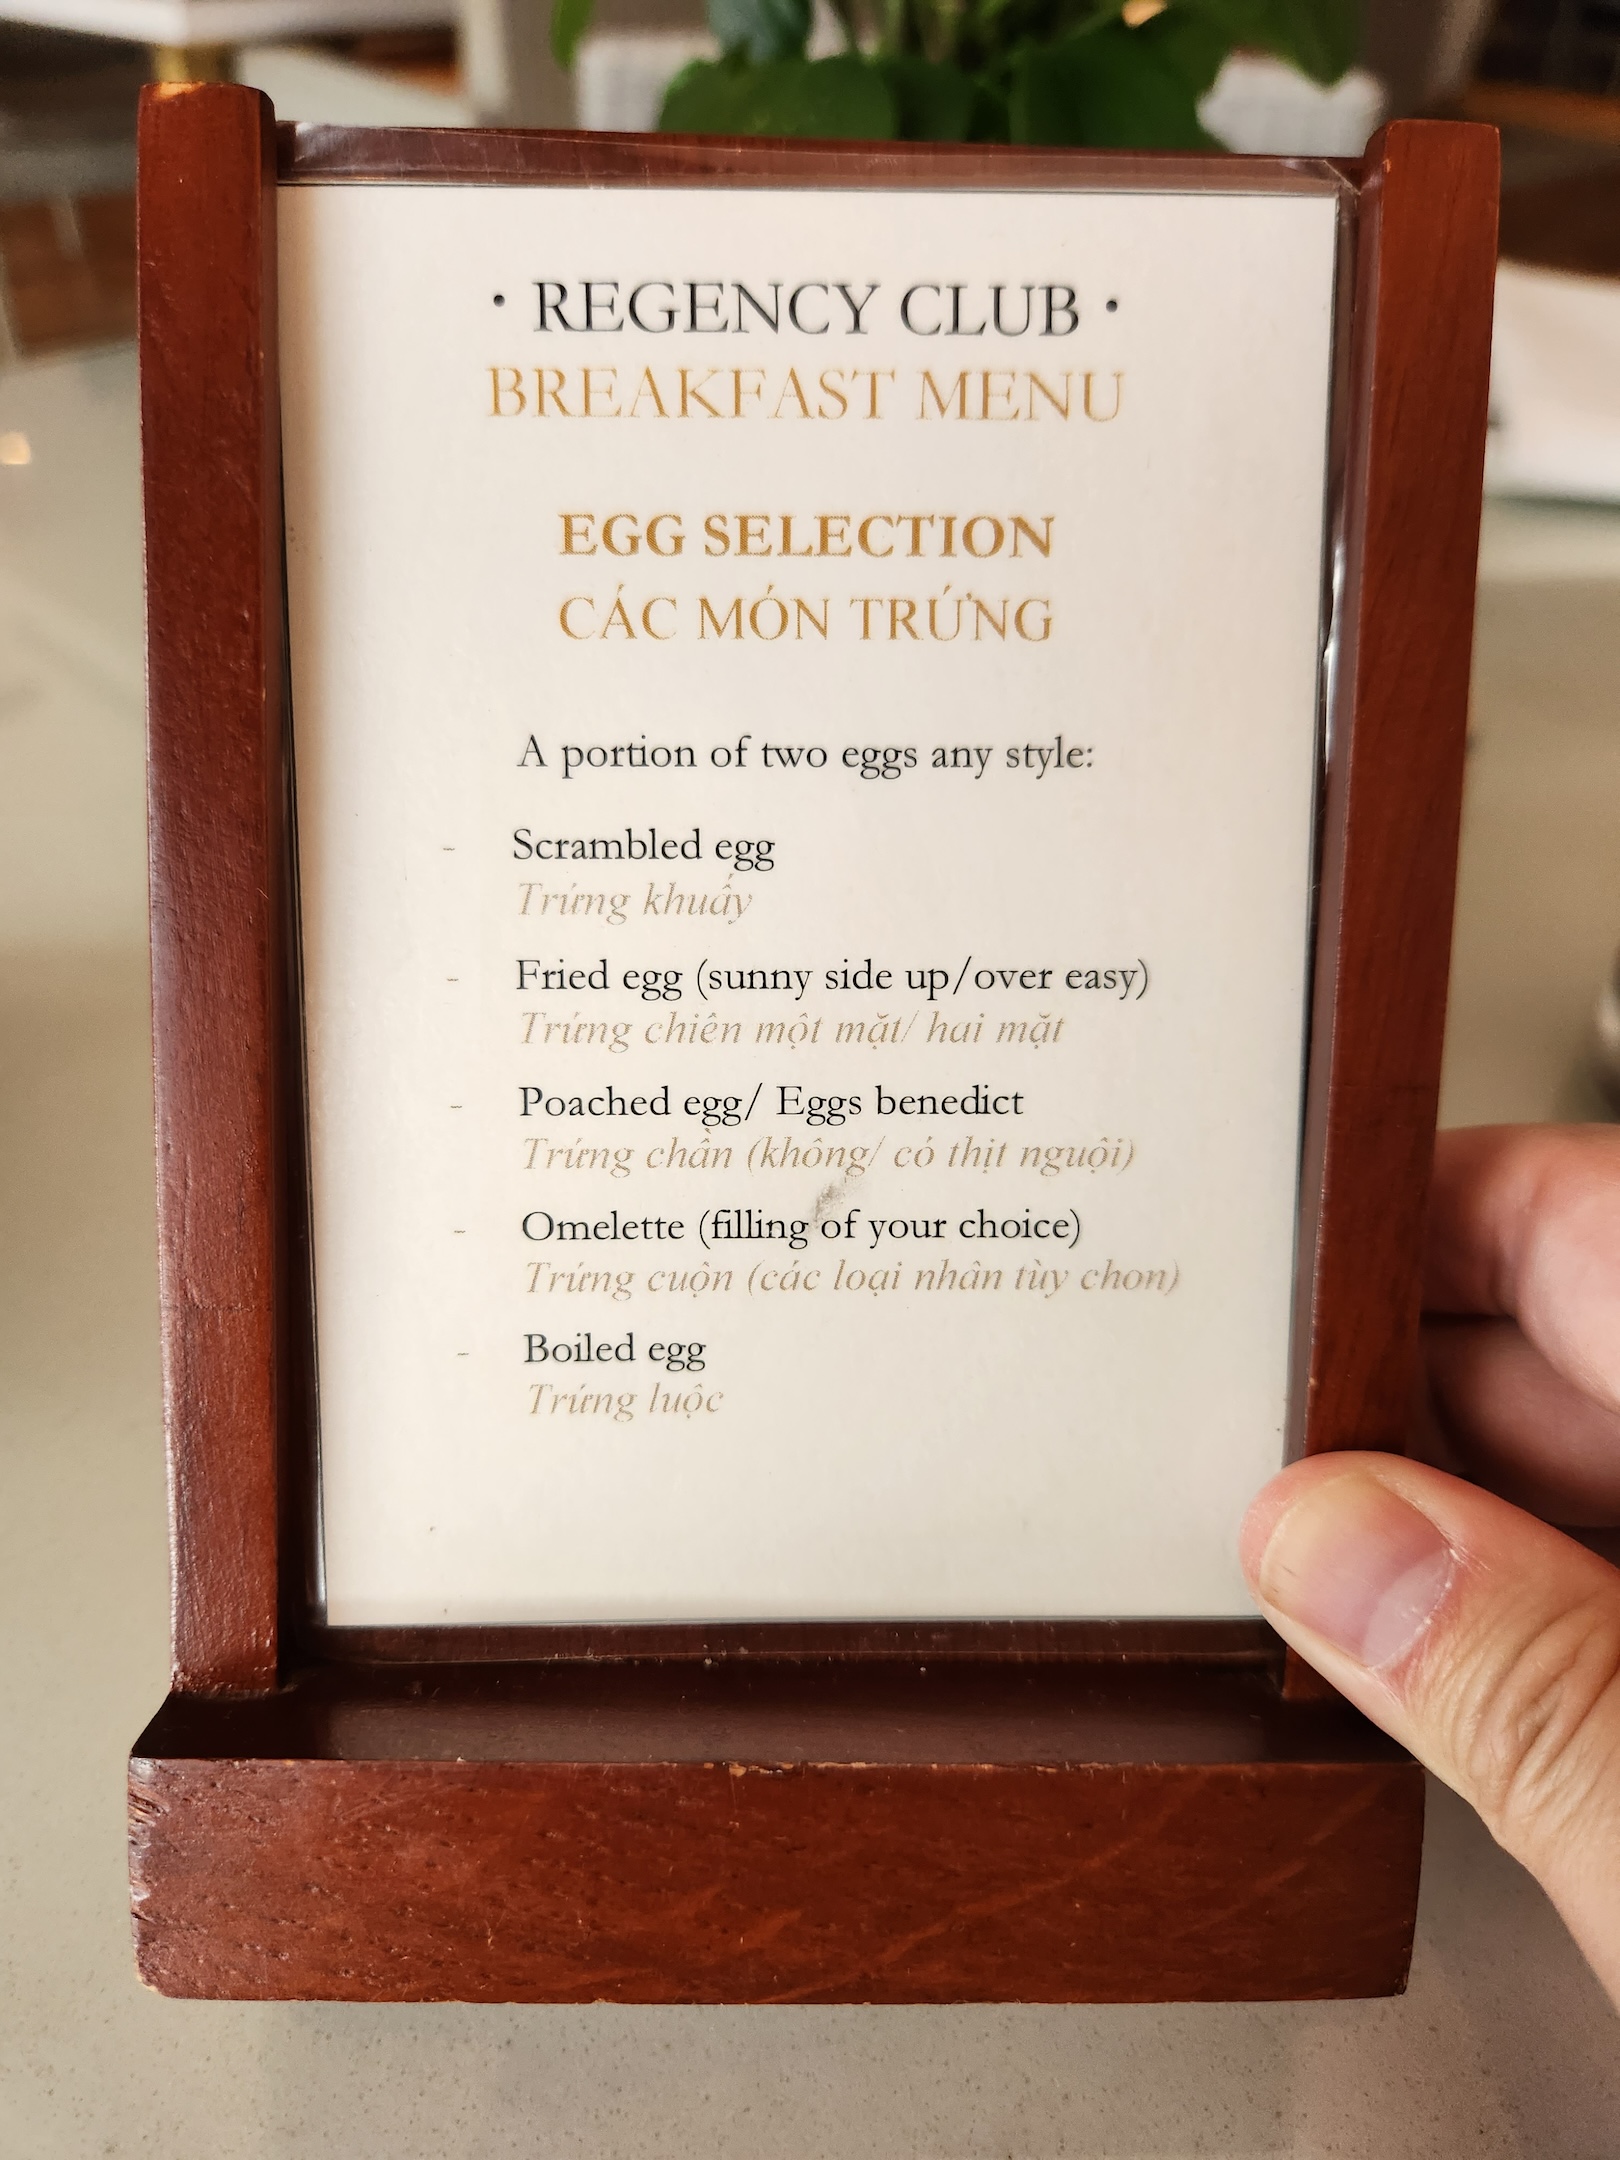 · REGENCY CLUB ·
BREAKFAST MENU
EGG SELECTION
CÁC MÓN TRỨNG
A portion of two eggs any style:
- Scrambled egg
Trứng khuấy
- Fried egg (sunny side up/over easy)
Trứng chiên một mặt/ hai mặt
- Poached egg/ Eggs benedict
Trứng chần (không/ có thịt nguội)
- Omelette (filling of your choice)
Trứng cuộn (các loại nhân tùy chon)
- Boiled egg
Trứng luộc